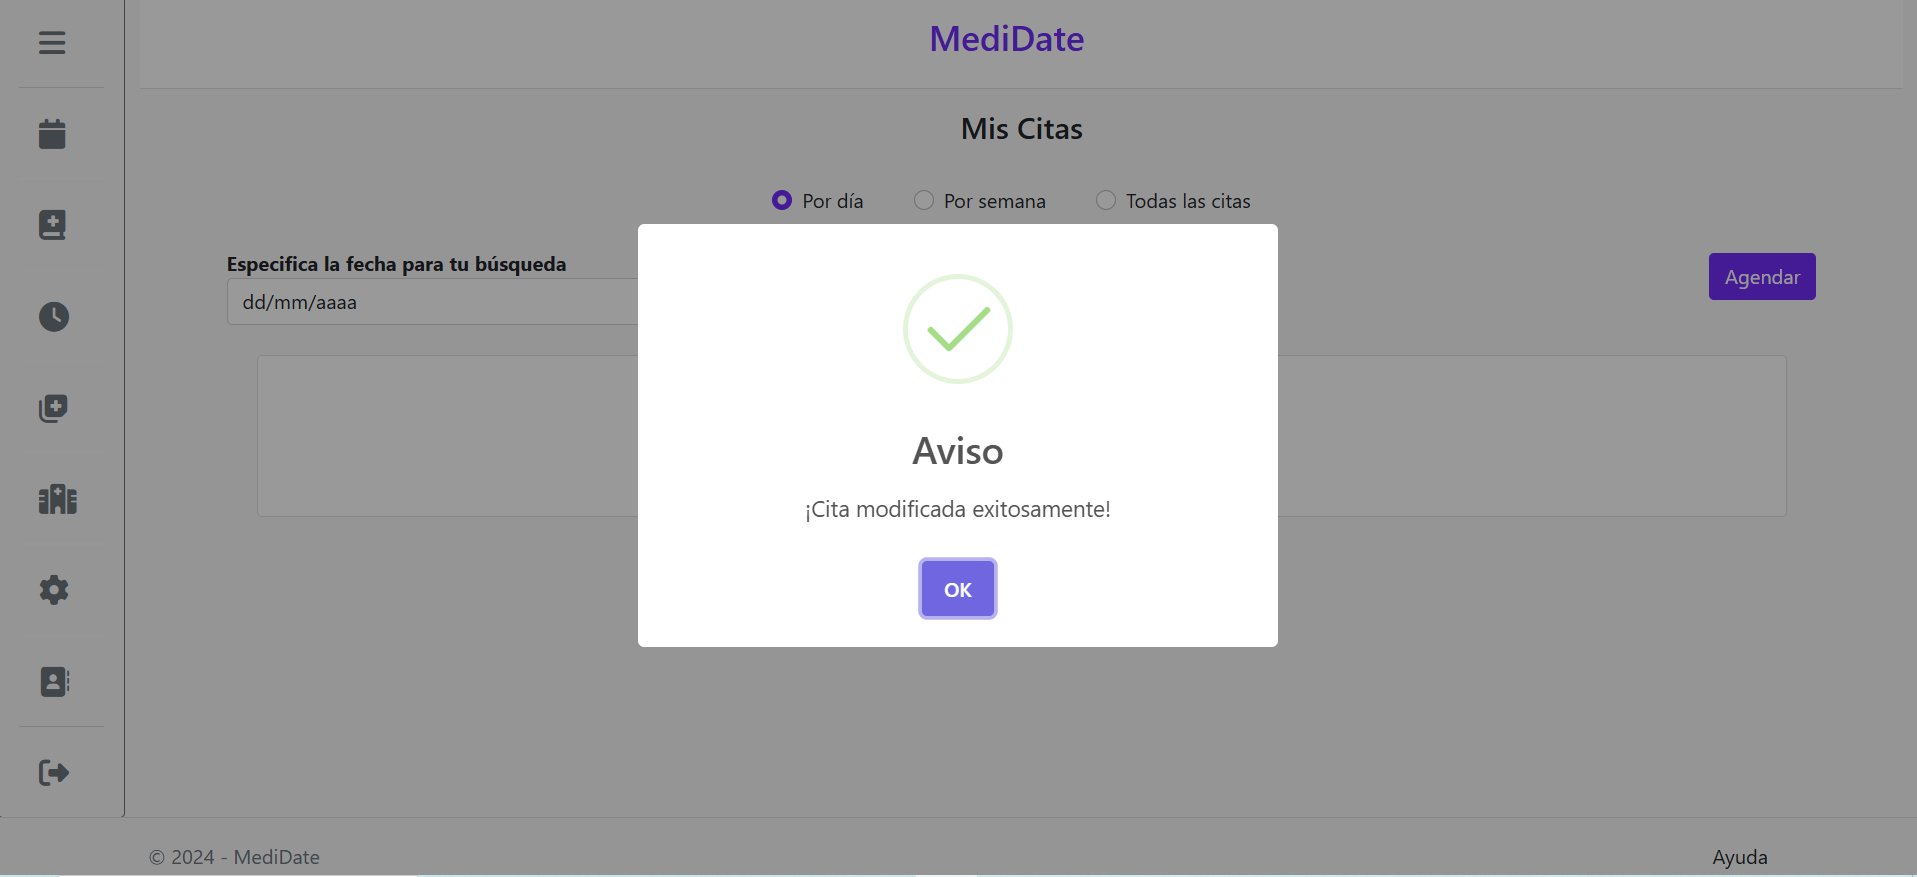 MediDate
Mis Citas
Por día
Por semana
Todas las citas
Especifica la fecha para tu búsqueda
dd/mm/aaaa
Agendar
Aviso
¡Cita modificada exitosamente!
OK
© 2024 - MediDate
Ayuda